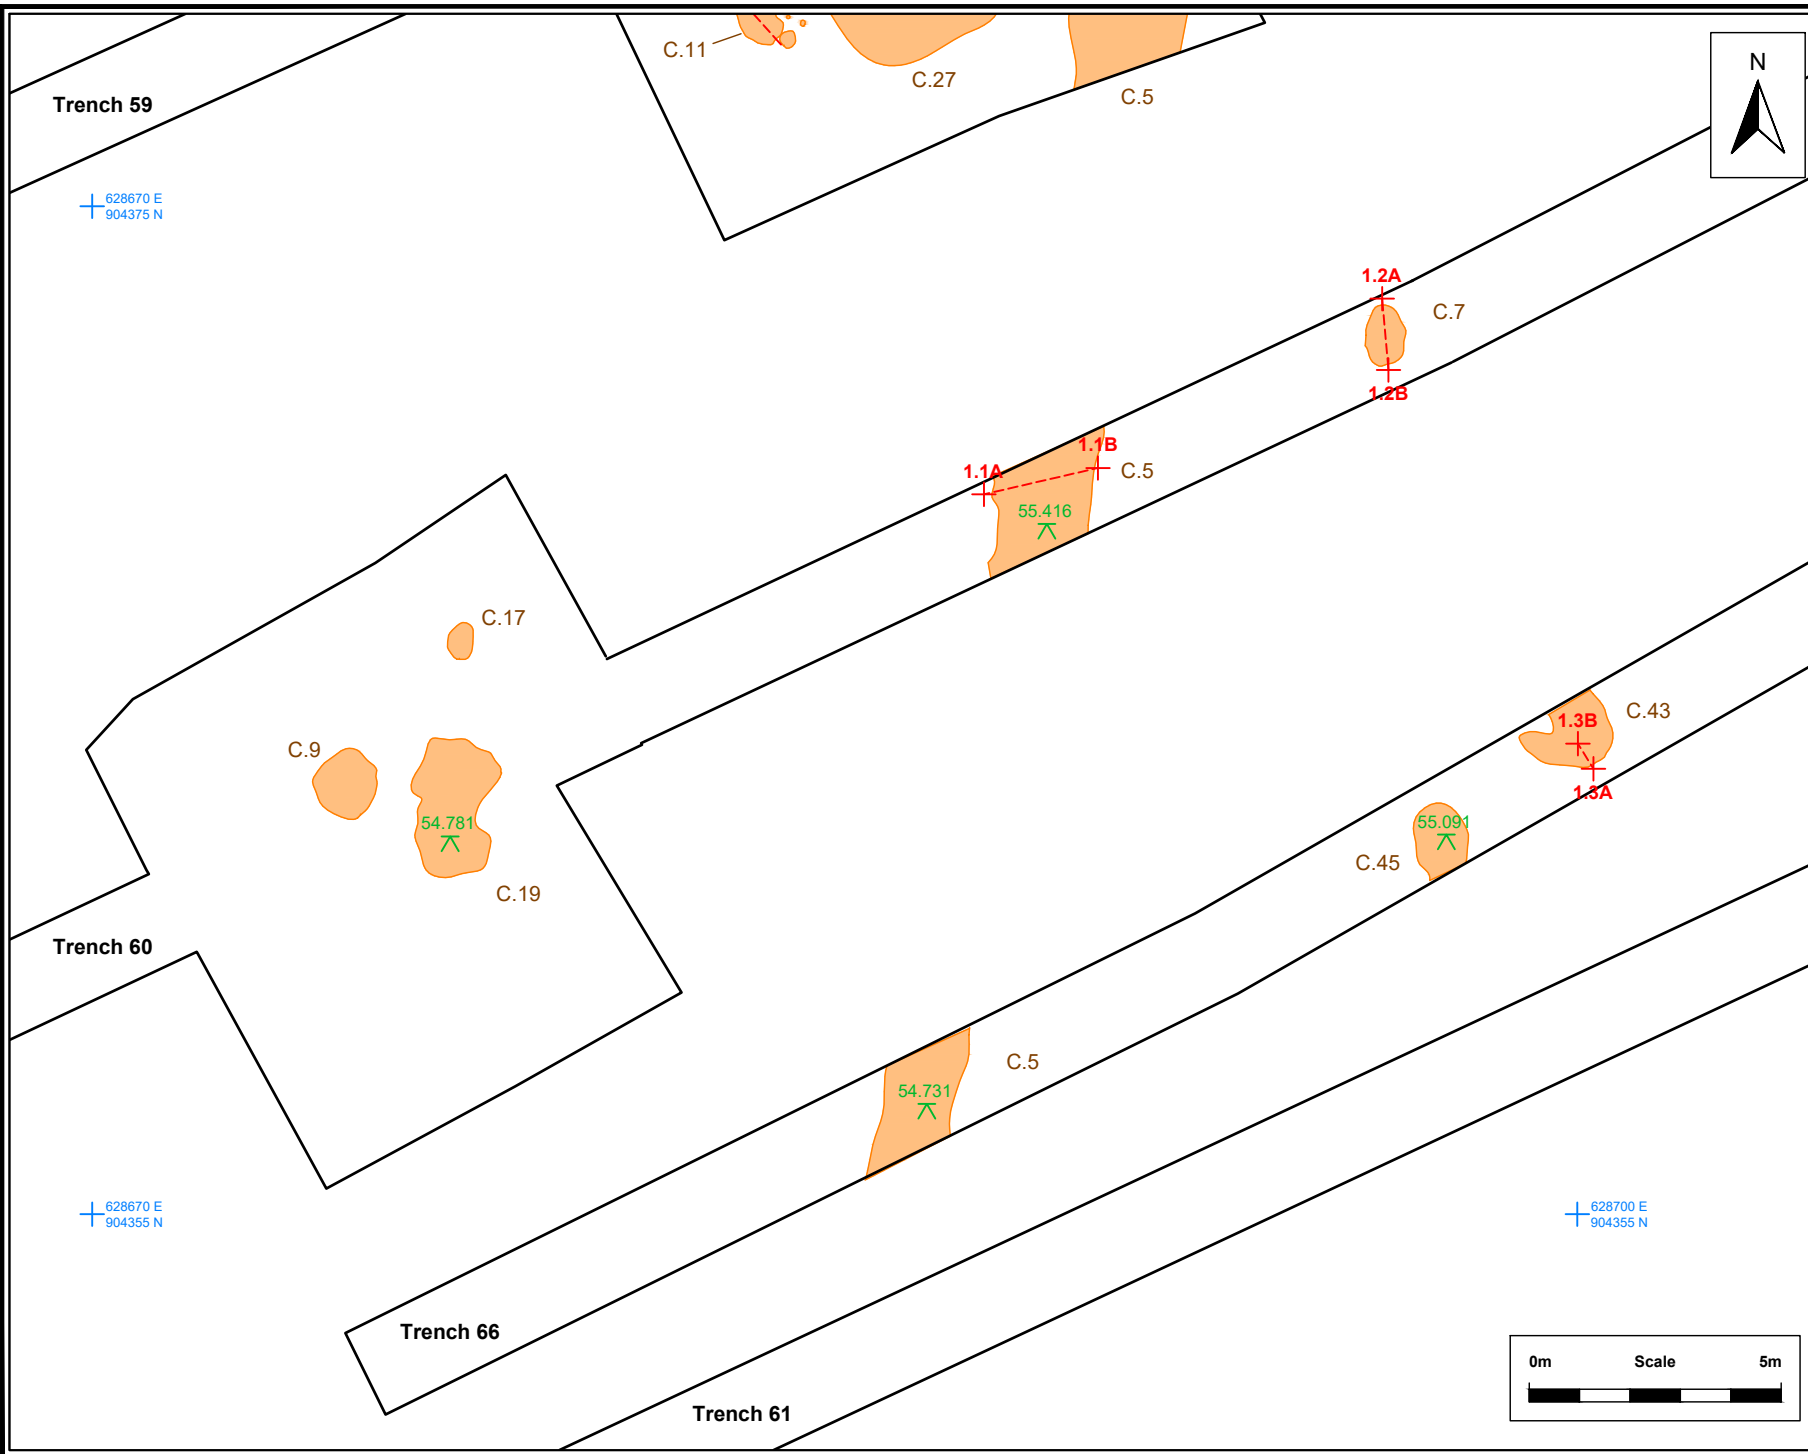 C.11
C.27
C.5
N
Trench 59
628670 E
904375 N
1.2A
C.7
1.2B
1.1A
1.1B
C.5
55.416
C.17
C.9
54.781
C.19
C.43
1.3B
1.3A
55.091
C.45
Trench 60
C.5
54.731
628670 E
904355 N
628700 E
904355 N
Trench 66
Trench 61
0m Scale 5m